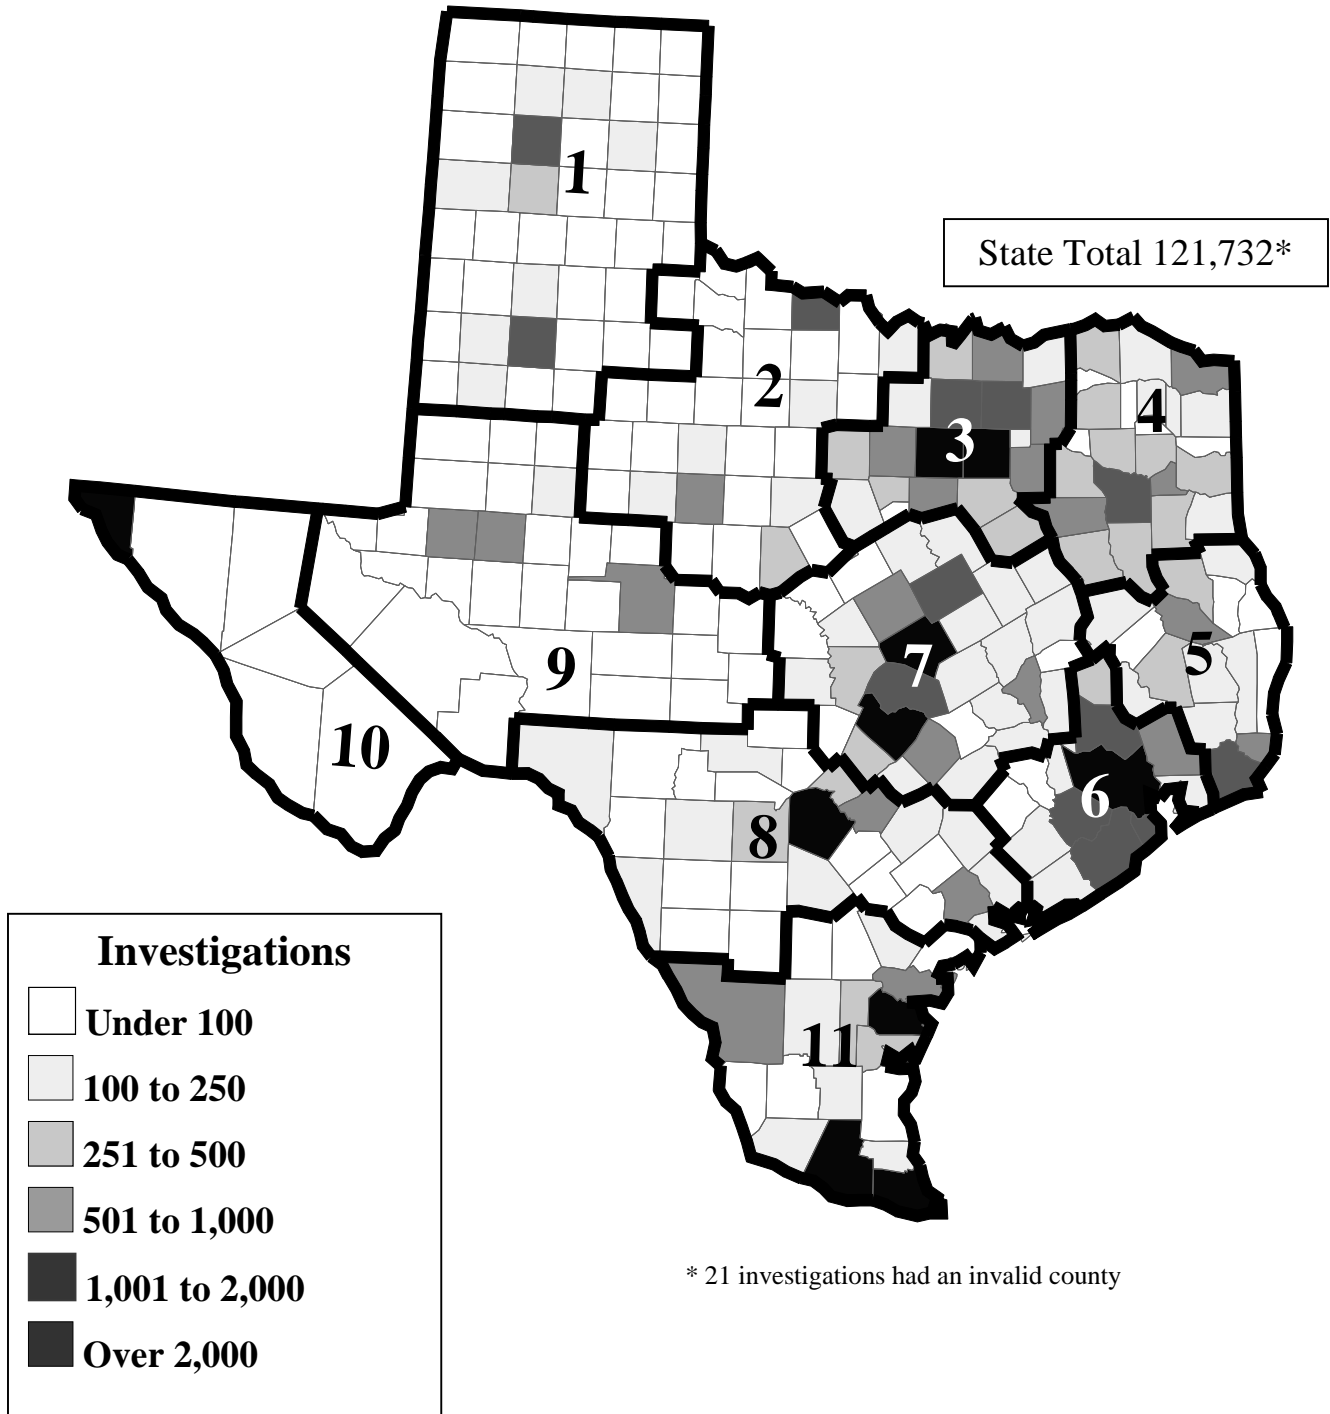 1
State Total 121,732*
2
3
4
5
6
7
8
9
10
11
Investigations
Under 100
100 to 250
251 to 500
501 to 1,000
1,001 to 2,000
Over 2,000
* 21 investigations had an invalid county